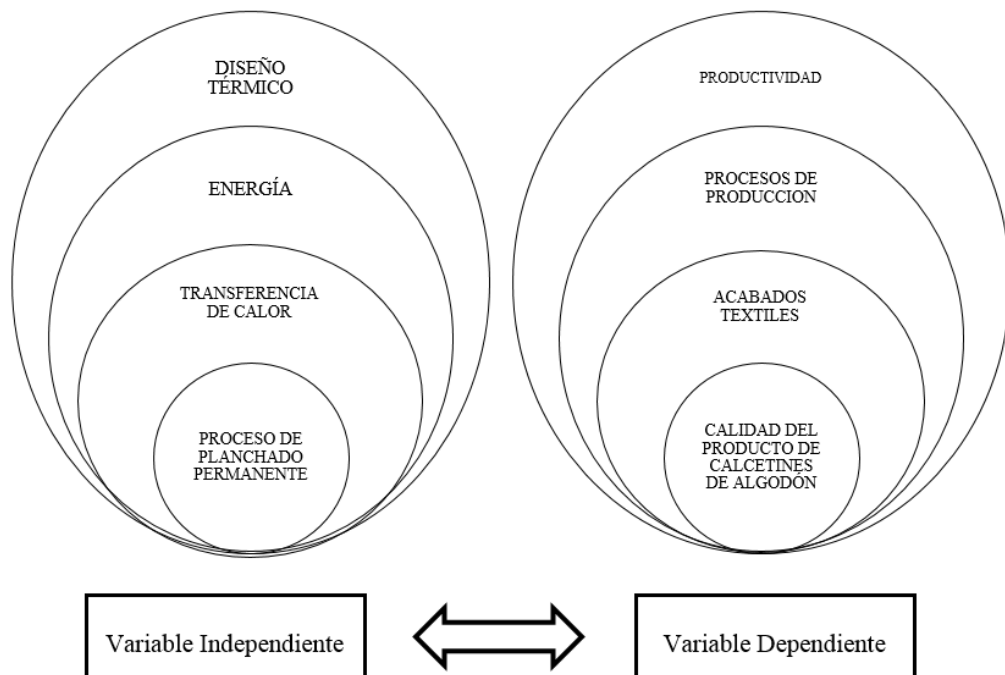 DISEÑO
TÉRMICO
ENERGÍA
TRANSFERENCIA
DE CALOR
PROCESO DE
PLANCHADO
PERMANENTE
PRODUCTIVIDAD
PROCESOS DE
PRODUCCION
ACABADOS
TEXTILES
CALIDAD DEL
PRODUCTO DE
CALCETINES
DE ALGODÓN
Variable Independiente
Variable Dependiente